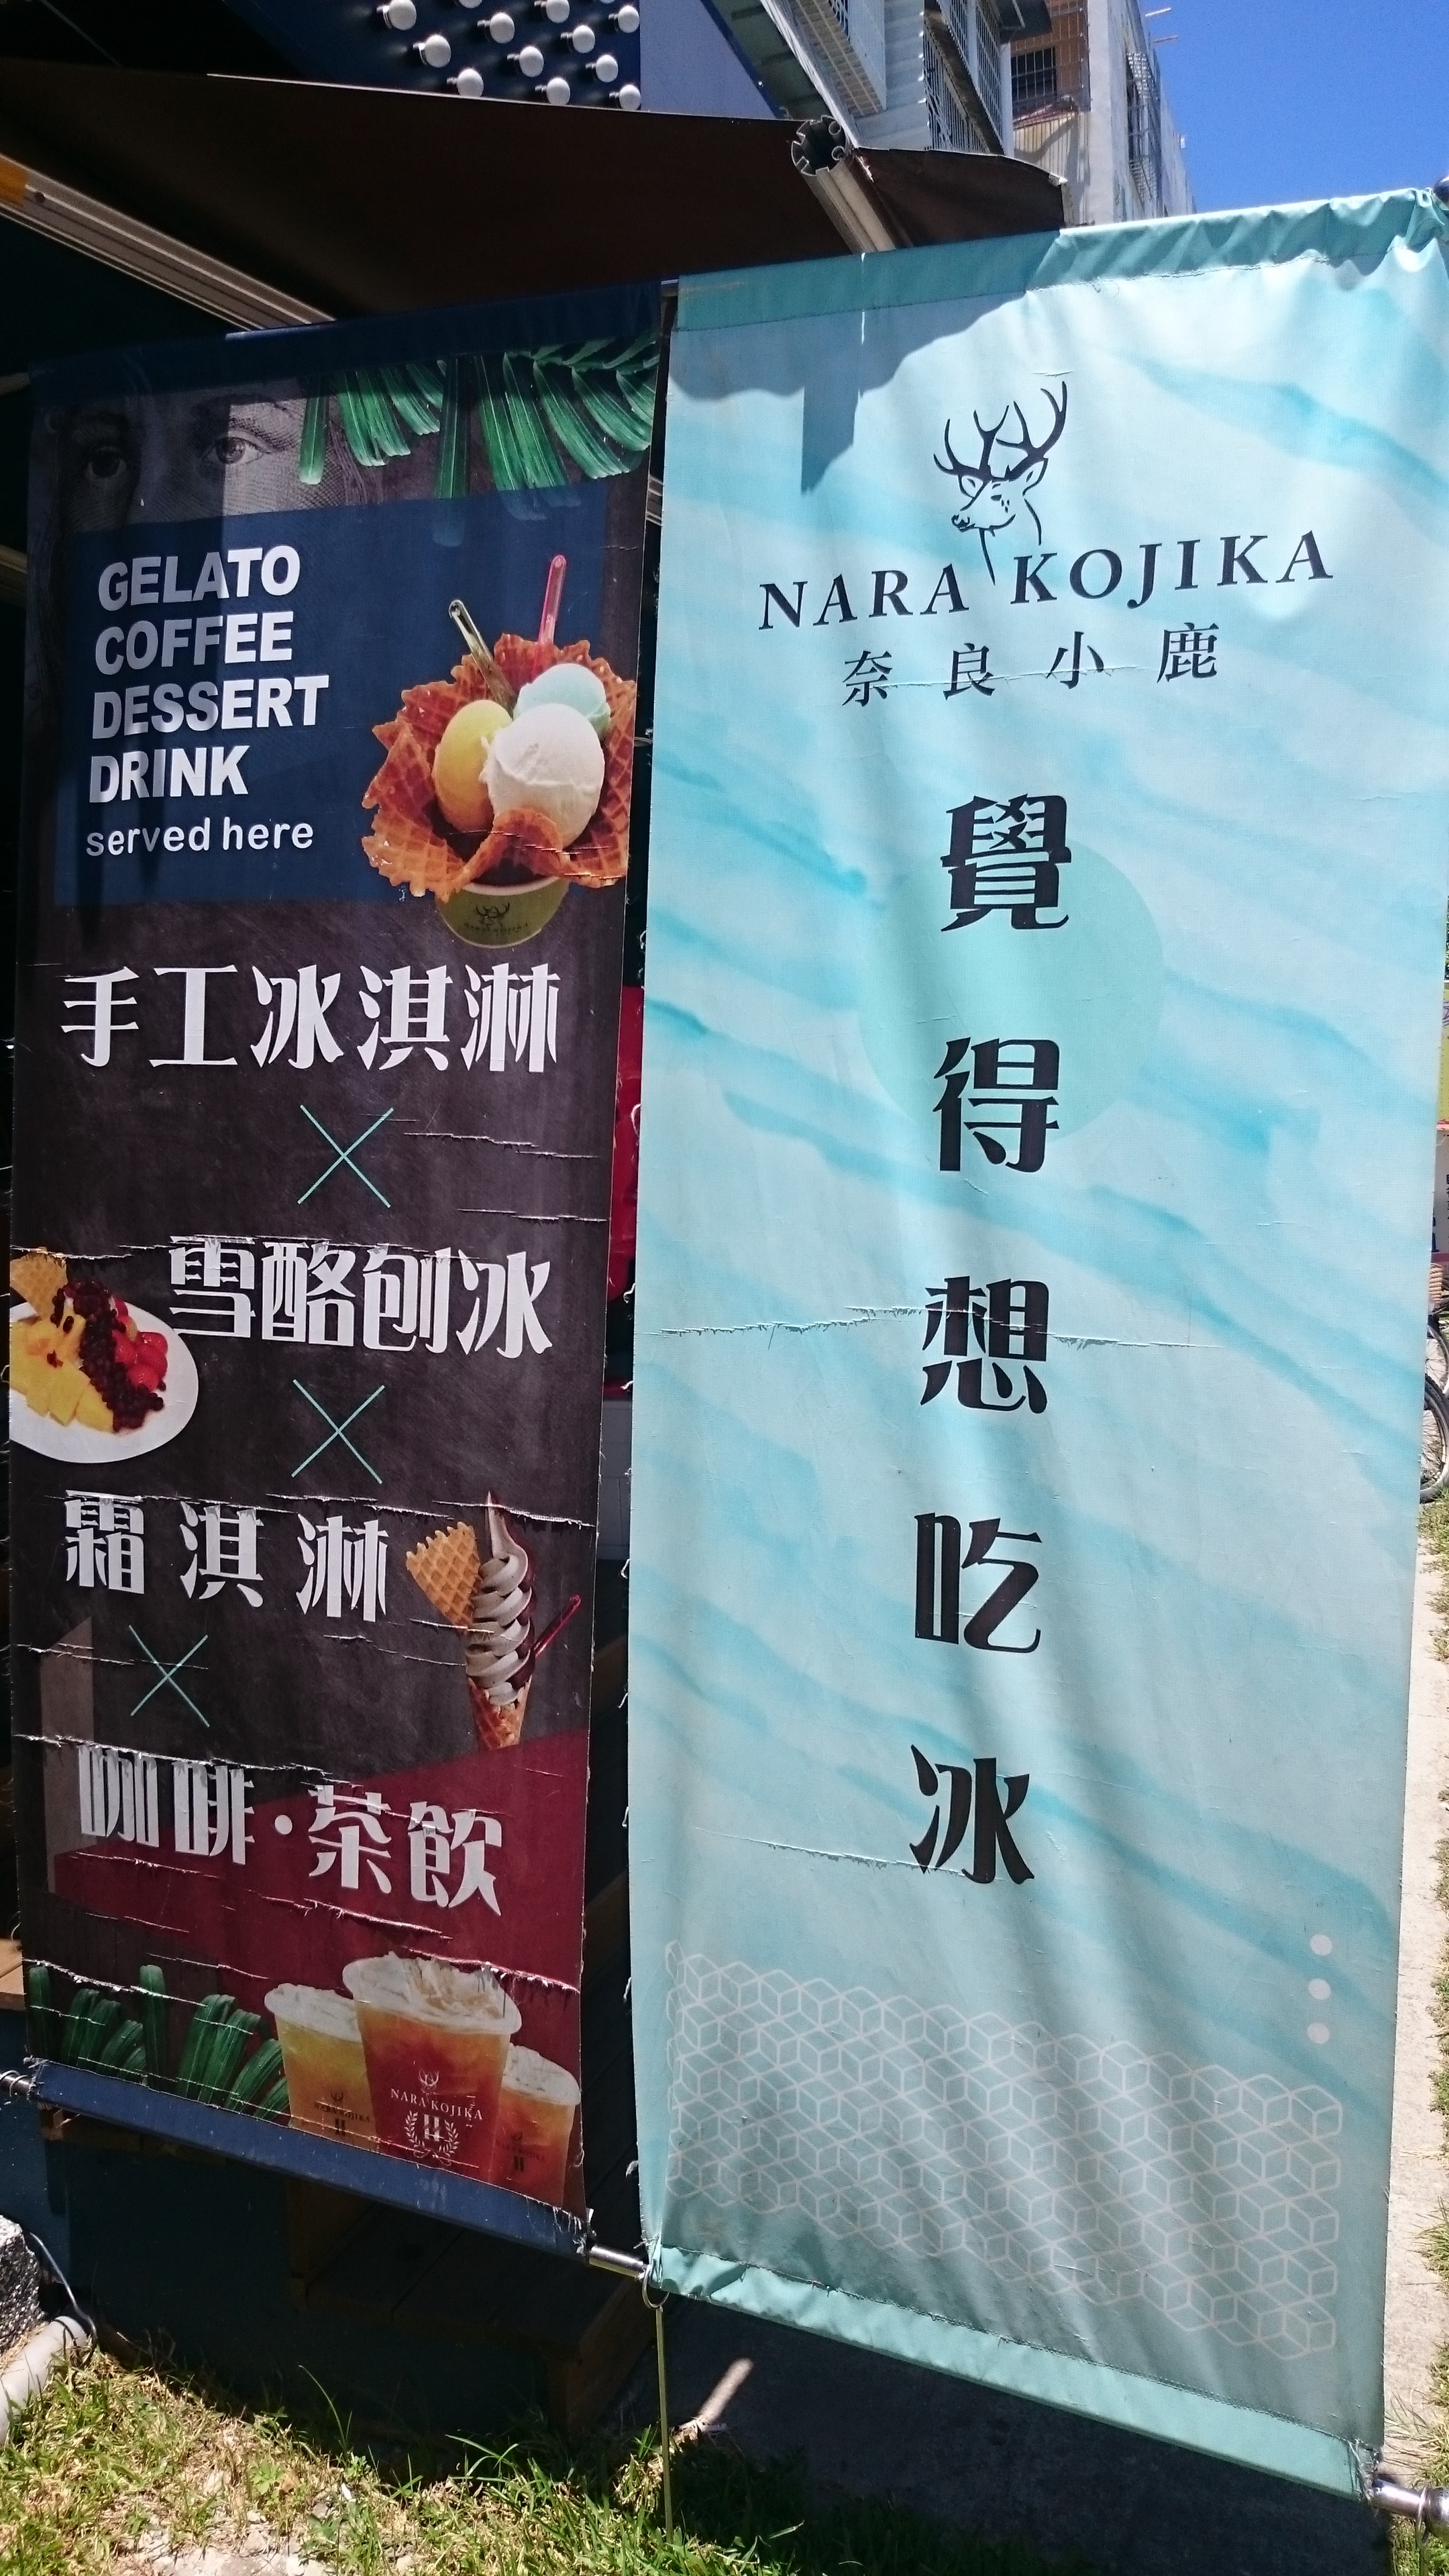 GELATO
COFFEE
DESSERT
DRINK
served here
手工冰淇淋
雪酪刨冰
霜淇淋
咖啡·茶飲
NARA KOJIKA
NARA KOJIKA
奈良小鹿
覺得想吃冰